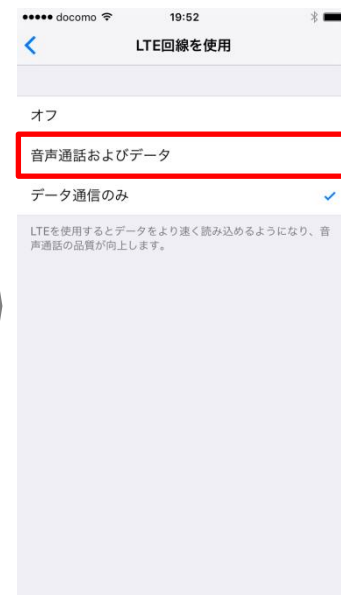 docomo 19:52
LTE回線を使用
オフ
音声通話およびデータ
データ通信のみ
LTEを使用するとデータをより速く読み込めるようになり、音
声通話の品質が向上します。